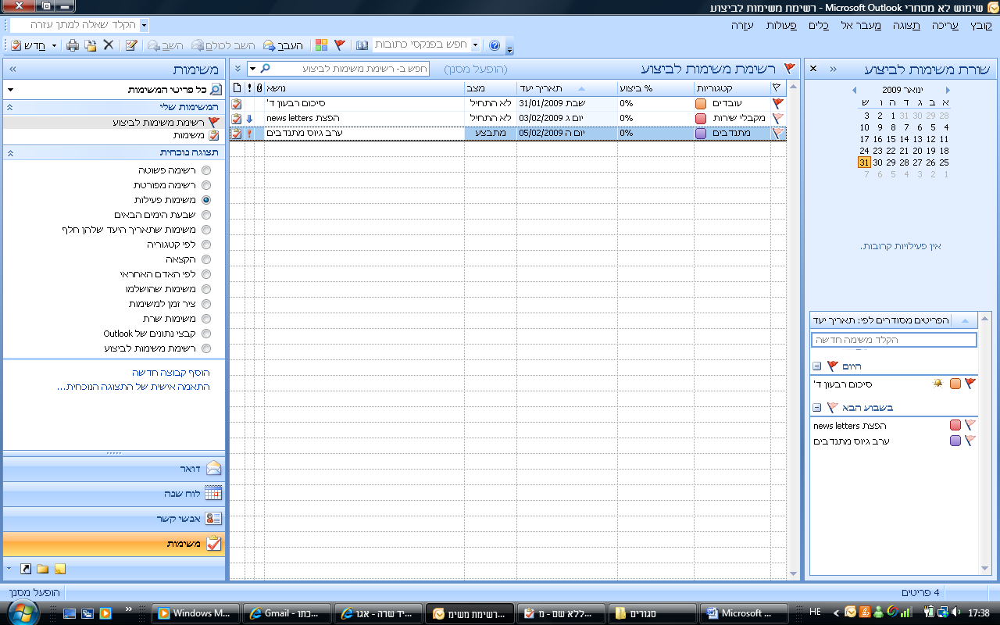 שימוש לא מסחרי Microsoft Outlook - רשימת משימות לביצוע
קובץ עריכה תצוגה מעבר אל כלים פעולות עזרה
הקלד שאלה למתן עזרה
חדש השב השב לכולם העבר חפש בפנקסי כתובות
שורת משימות לביצוע
ינואר 2009
א ב ג ד ה ו ש
28 29 30 31 1 2 3
4 5 6 7 8 9 10
11 12 13 14 15 16 17
18 19 20 21 22 23 24
25 26 27 28 29 30 31
1 2 3 4 5 6 7
אין פעילויות קרובות.
הפריטים מסודרים לפי: תאריך יעד
הקלד משימה חדשה
היום
סיכום רבעון ד'
בשבוע הבא
הפצת news letters
ערב גיוס מתנדבים
רשימת משימות לביצוע (הופעל מסנן)
חפש ב- רשימת משימות לביצוע
נושא מצב תאריך יעד % ביצוע קטגוריות
סיכום רבעון ד' לא התחיל שבת 31/01/2009 0% עובדים
הפצת news letters לא התחיל יום ג 03/02/2009 0% מקבלי שירות
ערב גיוס מתנדבים מתבצע יום ה 05/02/2009 0% מתנדבים
משימות
כל פריטי המשימות
המשימות שלי
רשימת משימות לביצוע
משימות
תצוגה נוכחית
רשימה פשוטה
רשימה מפורטת
משימות פעילות
שבעת הימים הבאים
משימות שתאריך היעד שלהן חלף
לפי קטגוריה
הקצאה
לפי האדם האחראי
משימות שהושלמו
ציר זמן למשימות
משימות שרת
קבצי נתונים של Outlook
רשימת משימות לביצוע
הוסף קבוצה חדשה
התאמה אישית של התצוגה הנוכחית...
דואר
לוח שנה
אנשי קשר
משימות
4 פריטים
הופעל מסנן
Windows M...
Gmail - כתבו...
יד שרה - אגו...
רשימת משימ...
ללא שם - מ...
סגורים
Microsoft ...
HE
17:38